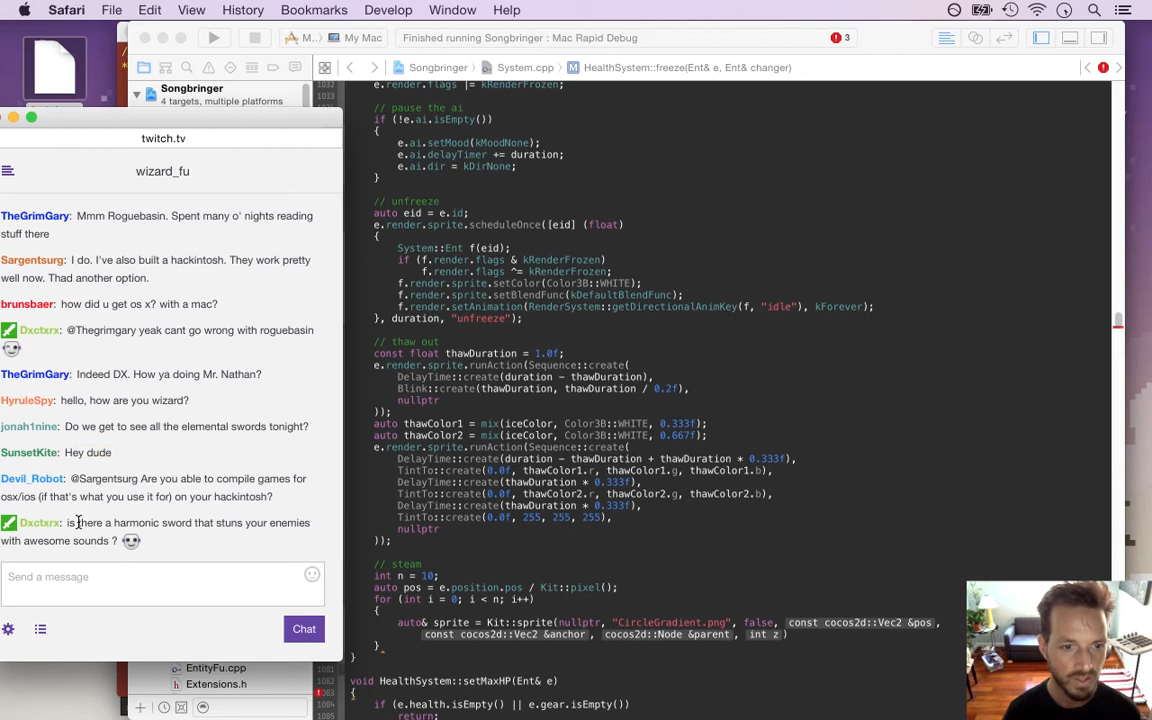 Safari File Edit View History Bookmarks Develop Window Help
M.. My Mac Finished running Songbringer : Mac Rapid Debug 3
Songbringer System.cpp M HealthSystem::freeze(Ent& e, Ent& changer)
Songbringer
4 targets, multiple platforms
twitch.tv
wizard_fu
TheGrimGary: Mmm Roguebasin. Spent many o' nights reading
stuff there
Sargentsurg: I do. I've also built a hackintosh. They work pretty
well now. Thad another option.
brunsbaer: how did u get os x? with a mac?
Dxctxrx: @Thegrimgary yeak cant go wrong with roguebasin
TheGrimGary: Indeed DX. How ya doing Mr. Nathan?
HyruleSpy: hello, how are you wizard?
jonah1nine: Do we get to see all the elemental swords tonight?
SunsetKite: Hey dude
Devil_Robot: @Sargentsurg Are you able to compile games for
osx/ios (if that's what you use it for) on your hackintosh?
Dxctxrx: is there a harmonic sword that stuns your enemies
with awesome sounds ?
Send a message
Chat
EntityFu.cpp
Extensions.h
1032 e.render.flags |= kRenderFrozen;
// pause the ai
if (!e.ai.isEmpty())
{
e.ai.setMood(kMoodNone);
e.ai.delayTimer += duration;
e.ai.dir = kDirNone;
}
// unfreeze
auto eid = e.id;
e.render.sprite.scheduleOnce([eid] (float)
{
System::Ent f(eid);
if (f.render.flags & kRenderFrozen)
f.render.flags ^= kRenderFrozen;
f.render.sprite.setColor(Color3B::WHITE);
f.render.sprite.setBlendFunc(kDefaultBlendFunc);
f.render.setAnimation(RenderSystem::getDirectionalAnimKey(f, "idle"), kForever);
}, duration, "unfreeze");
// thaw out
const float thawDuration = 1.0f;
e.render.sprite.runAction(Sequence::create(
DelayTime::create(duration - thawDuration),
Blink::create(thawDuration, thawDuration / 0.2f),
nullptr
));
auto thawColor1 = mix(iceColor, Color3B::WHITE, 0.333f);
auto thawColor2 = mix(iceColor, Color3B::WHITE, 0.667f);
e.render.sprite.runAction(Sequence::create(
DelayTime::create(duration - thawDuration + thawDuration * 0.333f),
TintTo::create(0.0f, thawColor1.r, thawColor1.g, thawColor1.b),
DelayTime::create(thawDuration * 0.333f),
TintTo::create(0.0f, thawColor2.r, thawColor2.g, thawColor2.b),
DelayTime::create(thawDuration * 0.333f),
TintTo::create(0.0f, 255, 255, 255),
nullptr
));
// steam
int n = 10;
auto pos = e.position.pos / Kit::pixel();
for (int i = 0; i < n; i++)
{
auto& sprite = Kit::sprite(nullptr, "CircleGradient.png", false, const cocos2d::Vec2 &pos,
const cocos2d::Vec2 &anchor, cocos2d::Node &parent, int z)
}
}
1081
1082 void HealthSystem::setMaxHP(Ent& e)
1083 {
1084 if (e.health.isEmpty() || e.gear.isEmpty())
1085 return;